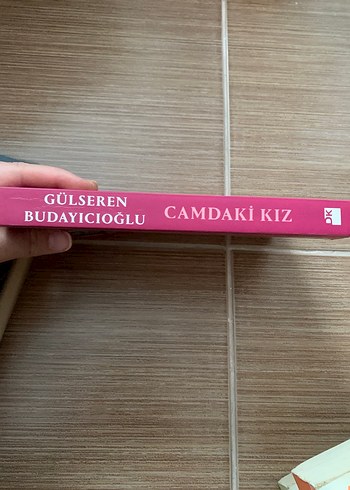 GÜLSEREN
BUDAYICIOĞLU
CAMDAKİ KIZ
DK